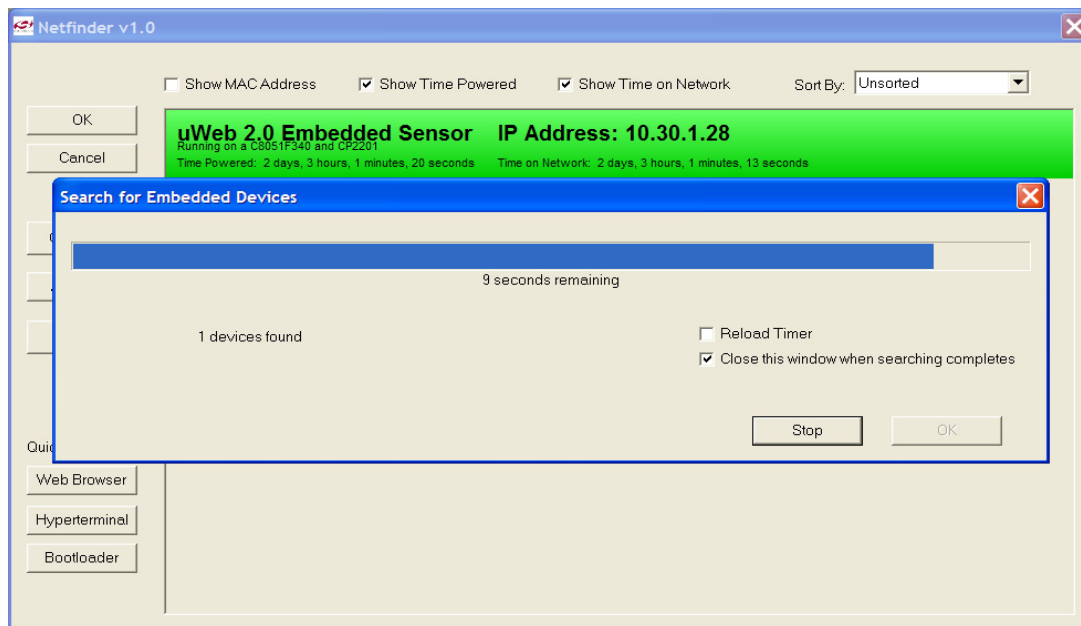 Netfinder v1.0
Show MAC Address Show Time Powered Show Time on Network Sort By: Unsorted
OK
Cancel
uWeb 2.0 Embedded Sensor IP Address: 10.30.1.28
Running on a C8051F340 and CP2201
Time Powered: 2 days, 3 hours, 1 minutes, 20 seconds Time on Network: 2 days, 3 hours, 1 minutes, 13 seconds
Search for Embedded Devices
9 seconds remaining
1 devices found
Reload Timer
Close this window when searching completes
Stop
OK
Web Browser
Hyperterminal
Bootloader